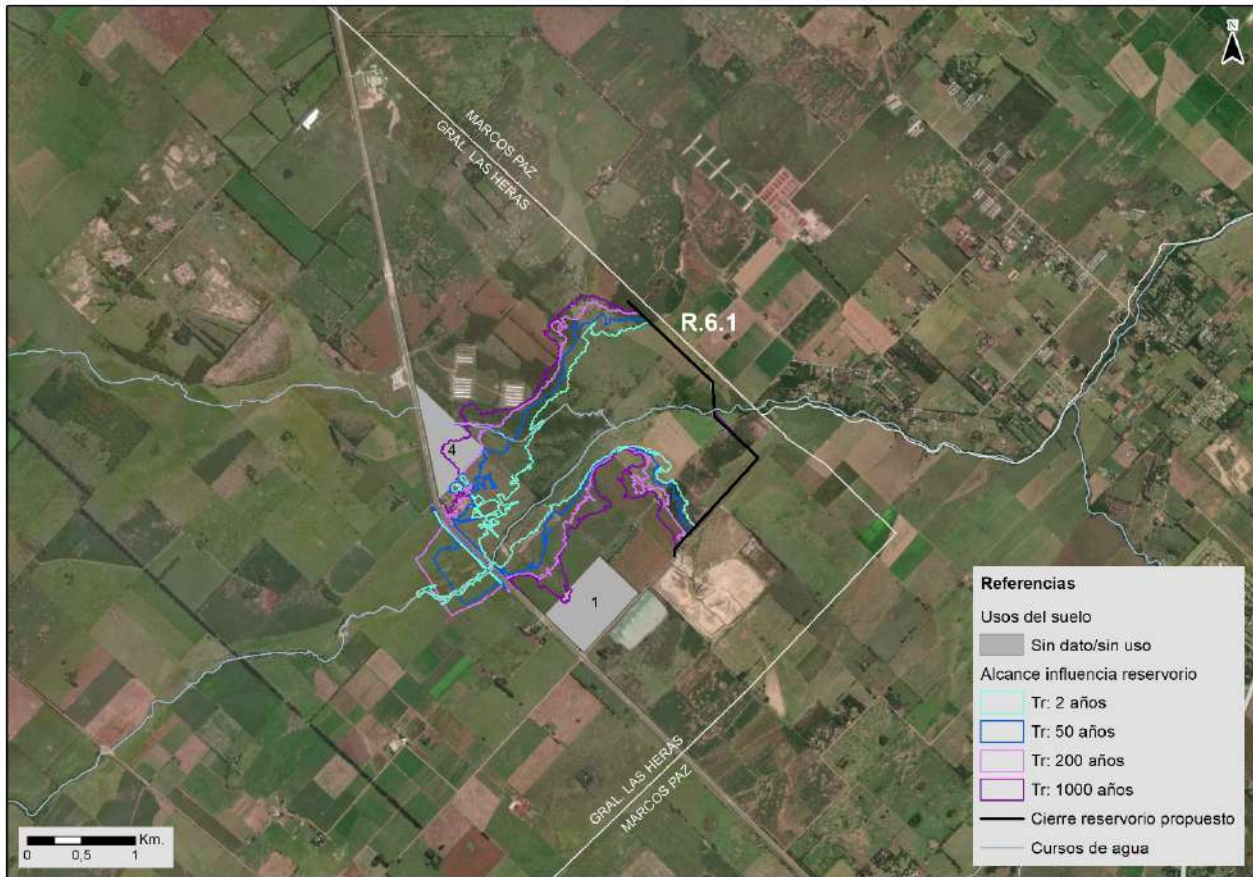 N
MARCOS PAZ
GRAL. LAS HERAS
R.6.1
4
1
GRAL. LAS HERAS
MARCOS PAZ
Referencias
Usos del suelo
Sin dato/sin uso
Alcance influencia reservorio
Tr: 2 años
Tr: 50 años
Tr: 200 años
Tr: 1000 años
Cierre reservorio propuesto
Cursos de agua
Km.
0 0,5 1